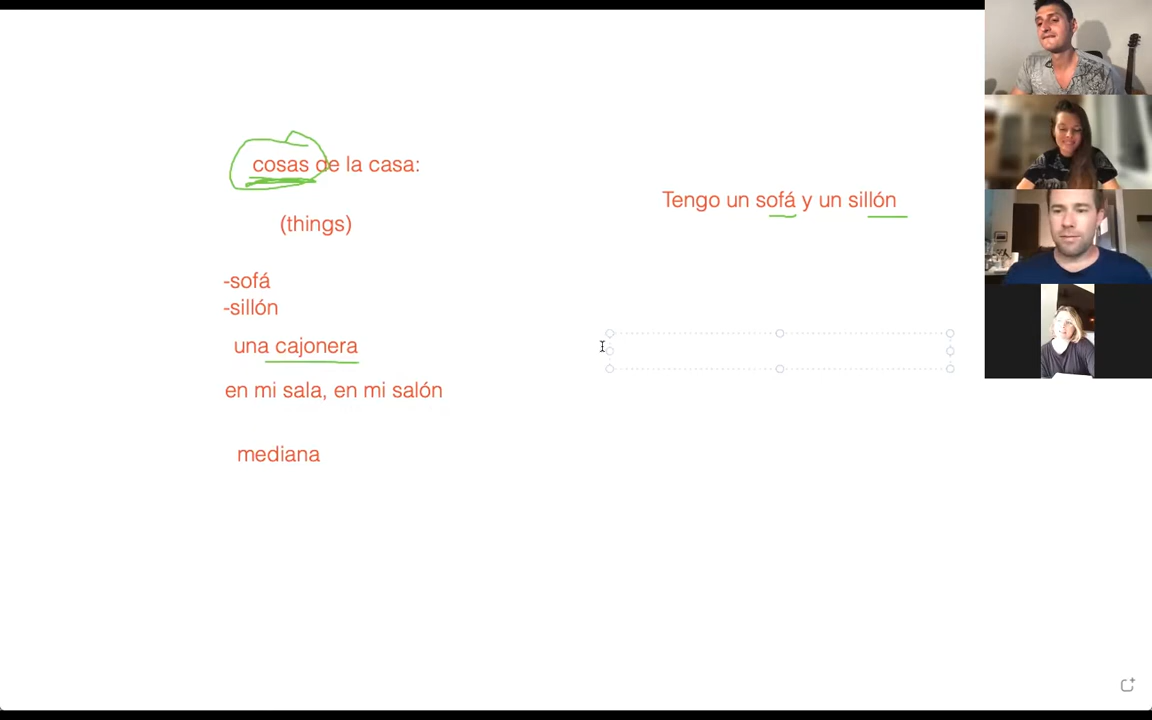 cosas de la casa:
(things)
-sofá
-sillón
una cajonera
en mi sala, en mi salón
mediana
Tengo un sofá y un sillón